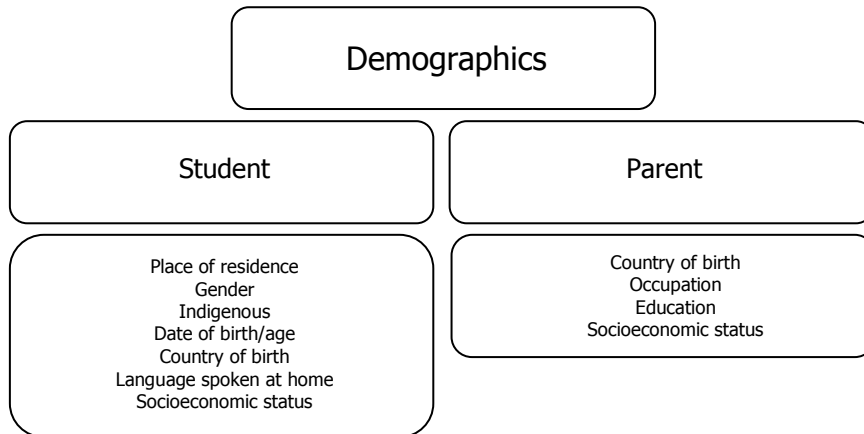 Demographics
Student
Parent
Place of residence
Gender
Indigenous
Date of birth/age
Country of birth
Language spoken at home
Socioeconomic status
Country of birth
Occupation
Education
Socioeconomic status